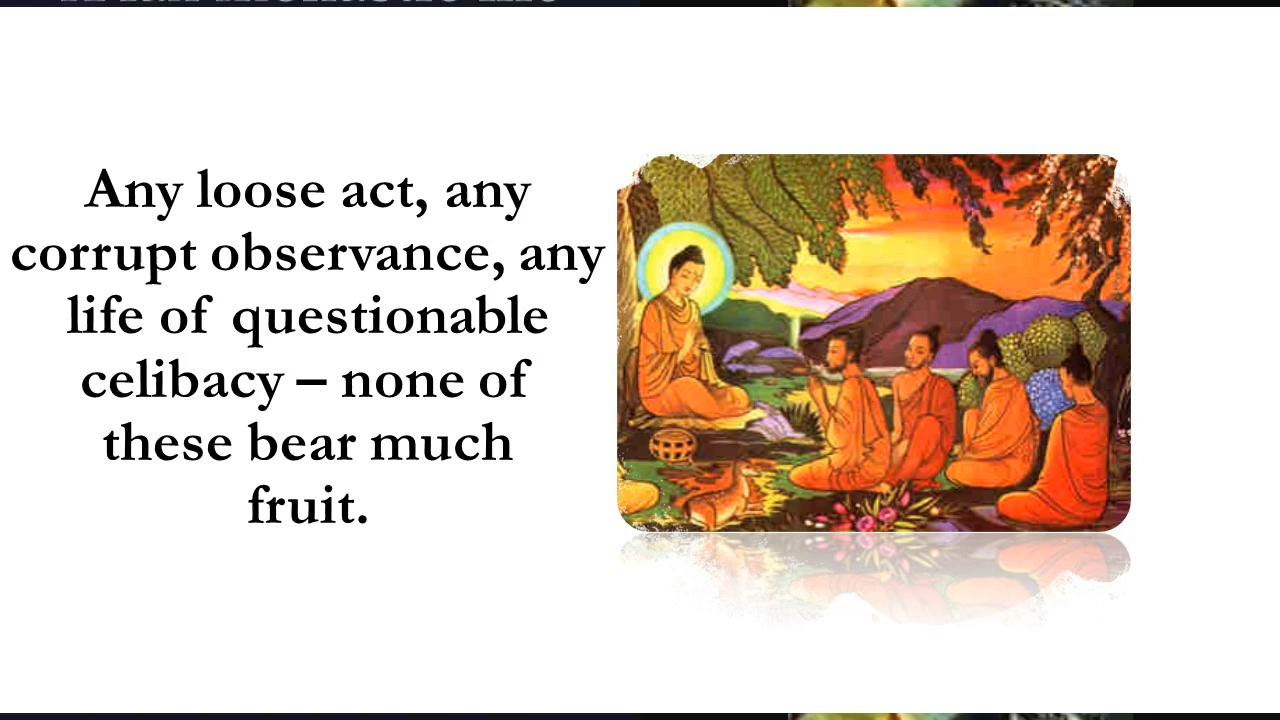 Any loose act, any
corrupt observance, any
life of questionable
celibacy – none of
these bear much
fruit.